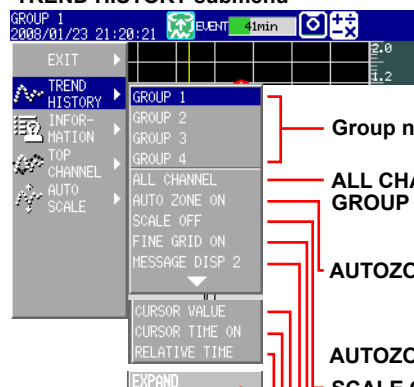 TREND HISTORY submenu
GROUP 1
2008/01/23 21:20:21
EVENT 41min
2.0
1.2
EXIT
TREND HISTORY
INFOR-MATION
TOP CHANNEL
AUTO SCALE
GROUP 1
GROUP 2
GROUP 3
GROUP 4
ALL CHANNEL
AUTO ZONE ON
SCALE OFF
FINE GRID ON
MESSAGE DISP 2
CURSOR VALUE
CURSOR TIME ON
RELATIVE TIME
EXPAND
Group n
ALL CHA
GROUP
AUTOZO
AUTOZO
SCALE